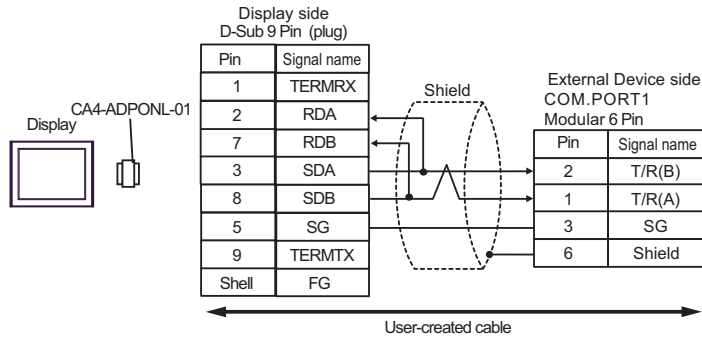 Display side
D-Sub 9 Pin (plug)
Pin Signal name
1 TERMRX
2 RDA
7 RDB
3 SDA
8 SDB
5 SG
9 TERMTX
Shell FG
CA4-ADPONL-01
Display
Shield
External Device side
COM.PORT1
Modular 6 Pin
Pin Signal name
2 T/R(B)
1 T/R(A)
3 SG
6 Shield
User-created cable